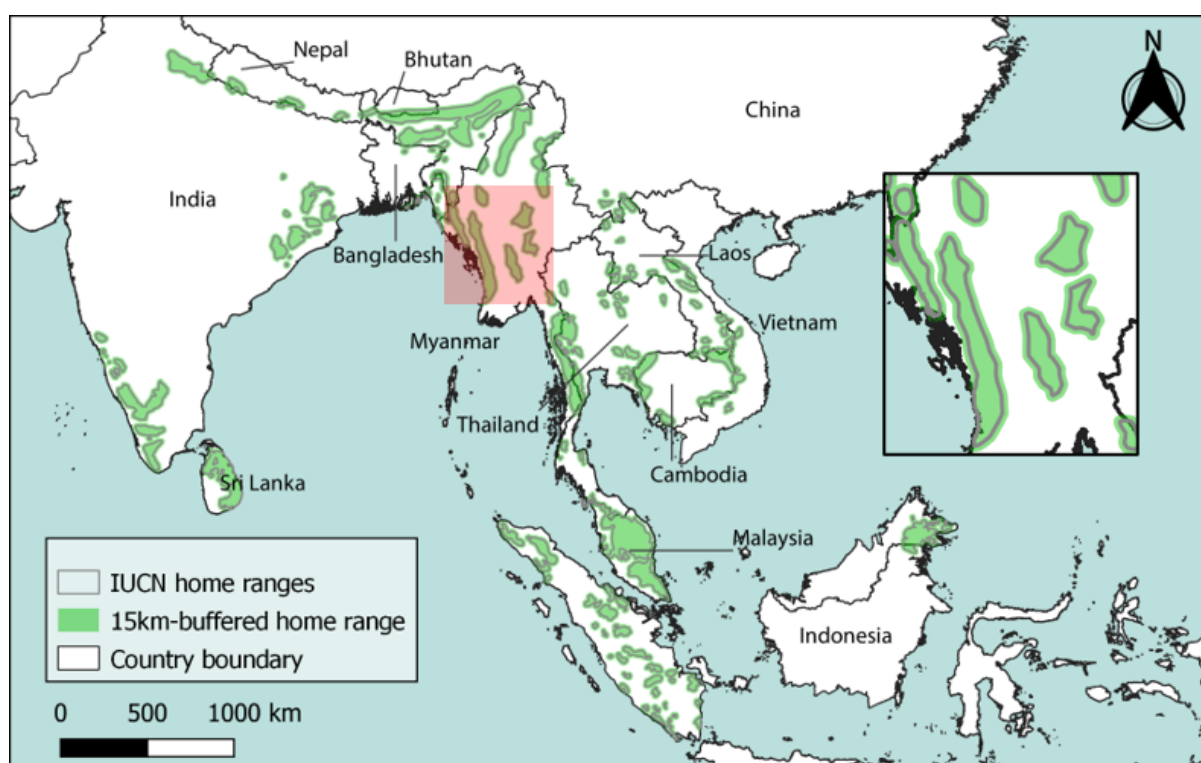 N
Nepal
Bhutan
China
India
Bangladesh
Laos
Myanmar
Vietnam
Thailand
Cambodia
Sri Lanka
Malaysia
Indonesia
IUCN home ranges
15km-buffered home range
Country boundary
0 500 1000 km